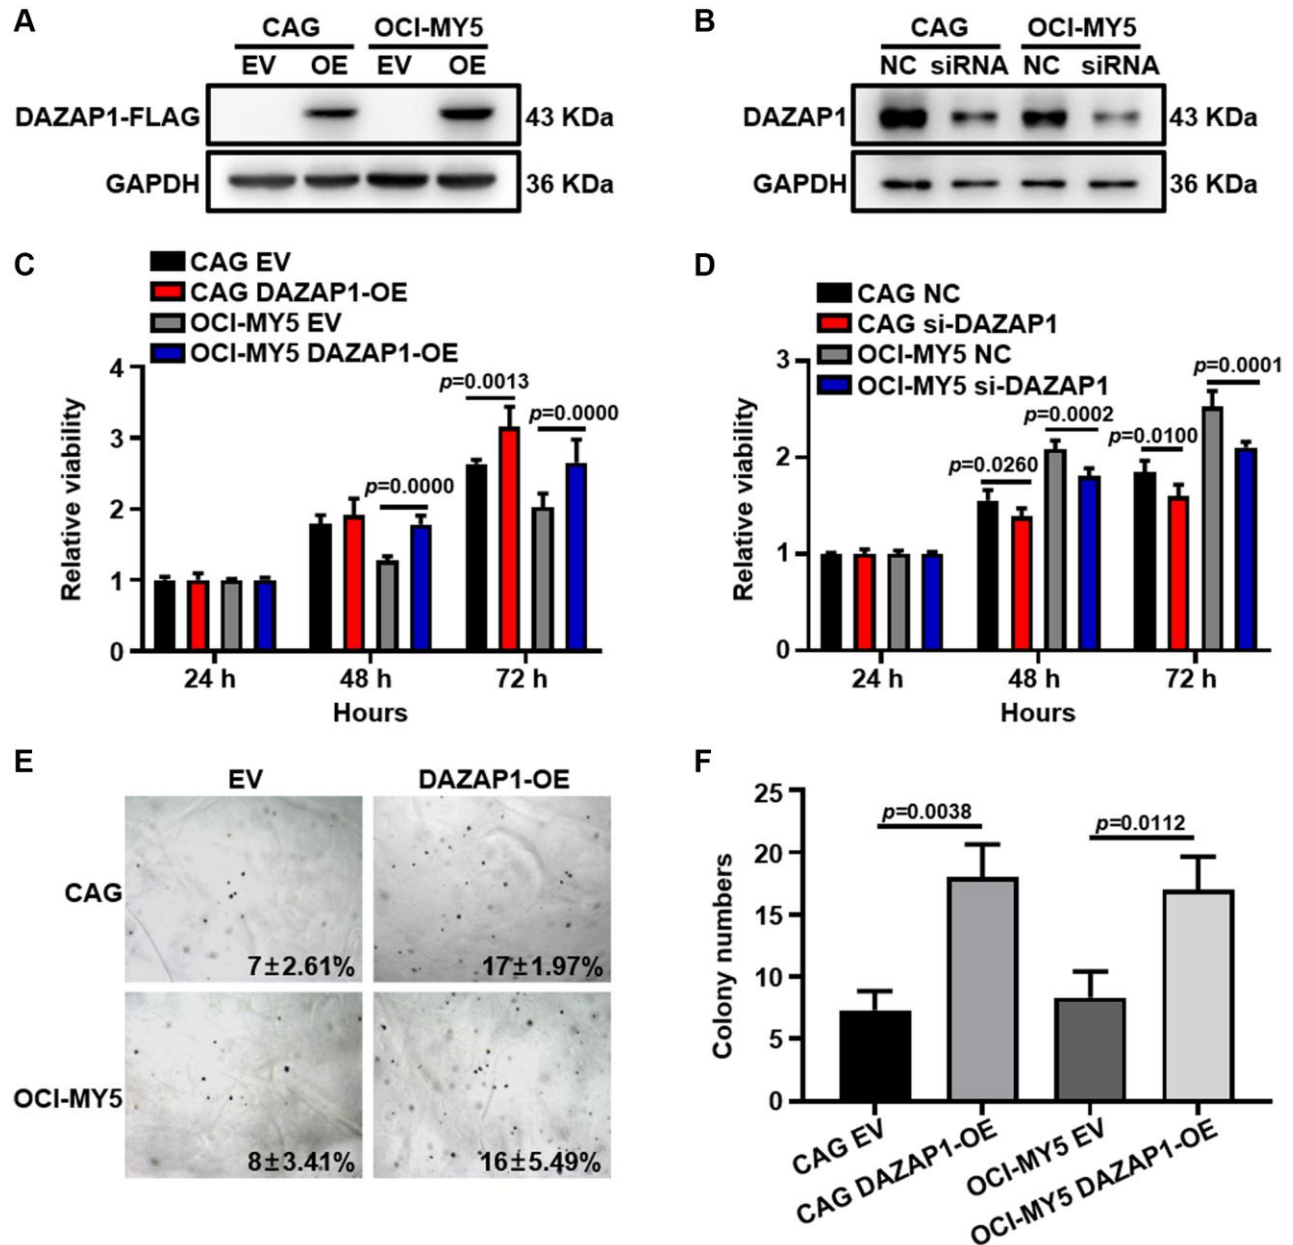 A
CAG OCI-MY5
EV OE EV OE
DAZAP1-FLAG 43 KDa
GAPDH 36 KDa
B
CAG OCI-MY5
NC siRNA NC siRNA
DAZAP1 43 KDa
GAPDH 36 KDa
C
CAG EV
CAG DAZAP1-OE
OCI-MY5 EV
OCI-MY5 DAZAP1-OE
Relative viability
4
3
2
1
0
p=0.0013
p=0.0000
p=0.0000
24 h 48 h 72 h
Hours
D
CAG NC
CAG si-DAZAP1
OCI-MY5 NC
OCI-MY5 si-DAZAP1
Relative viability
3
2
1
0
p=0.0001
p=0.0002
p=0.0100
p=0.0260
24 h 48 h 72 h
Hours
E
EV DAZAP1-OE
CAG
7±2.61% 17±1.97%
OCI-MY5
8±3.41% 16±5.49%
F
Colony numbers
25
20
15
10
5
0
p=0.0038
p=0.0112
CAG EV
CAG DAZAP1-OE
OCI-MY5 EV
OCI-MY5 DAZAP1-OE